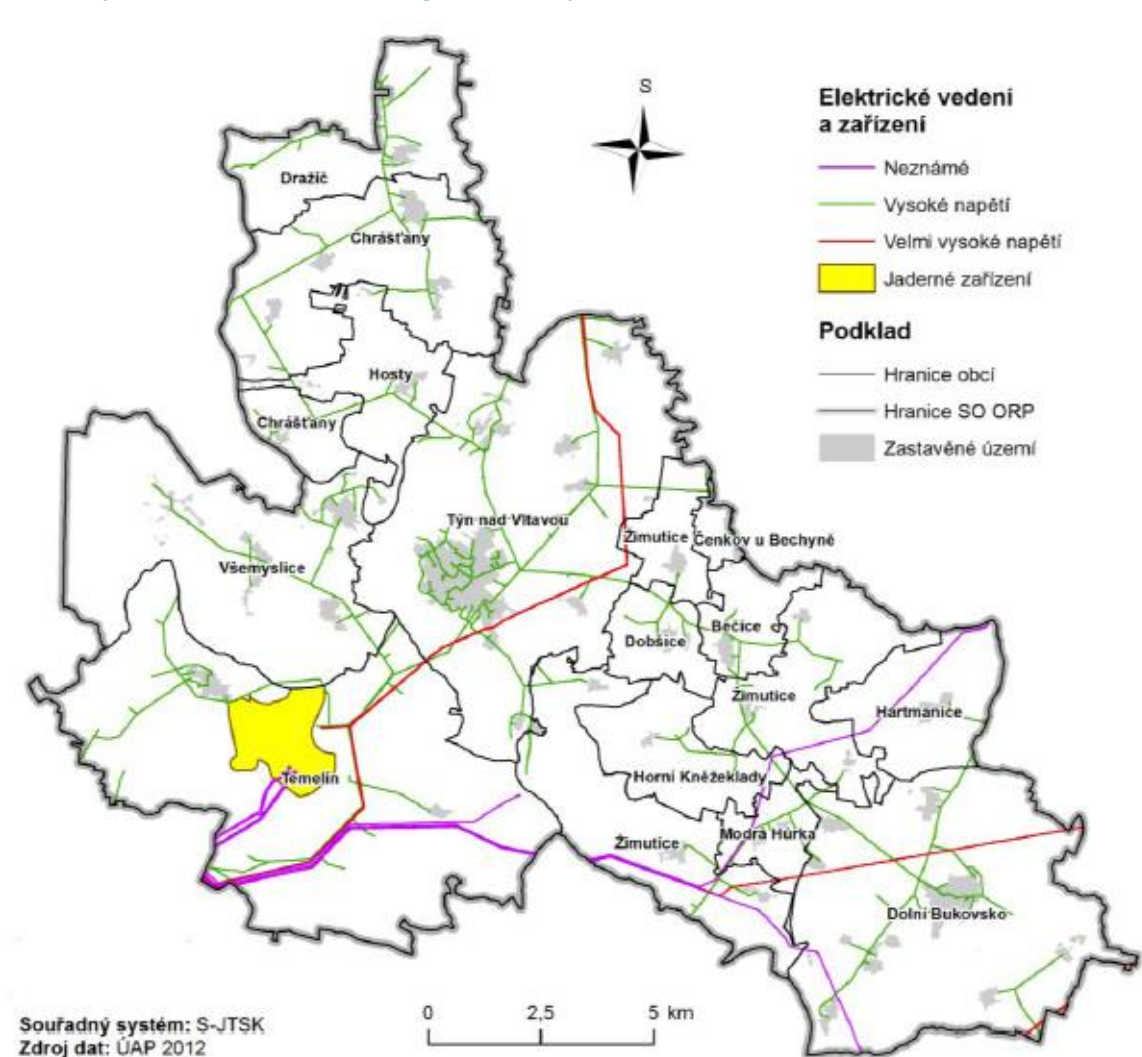 S
Elektrické vedení
a zařízení
Neznámé
Vysoké napětí
Velmi vysoké napětí
Jaderné zařízení
Podklad
Hranice obcí
Hranice SO ORP
Zastavěné území
Dražíč
Chrášťany
Hosty
Chrášťany
Týn nad Vltavou
Žimutice
Čenkov u Bechyně
Všemyslice
Dobšice
Bečice
Žimutice
Hartmanice
Temelín
Horní Kněžeklady
Modrá Hůrka
Žimutice
Dolní Bukovsko
0 2,5 5 km
Souřadný systém: S-JTSK
Zdroj dat: ÚAP 2012